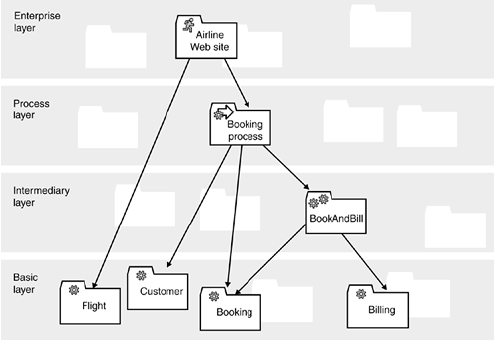 Enterprise
layer
Airline
Web site
Process
layer
Booking
process
Intermediary
layer
BookAndBill
Basic
layer
Flight
Customer
Booking
Billing